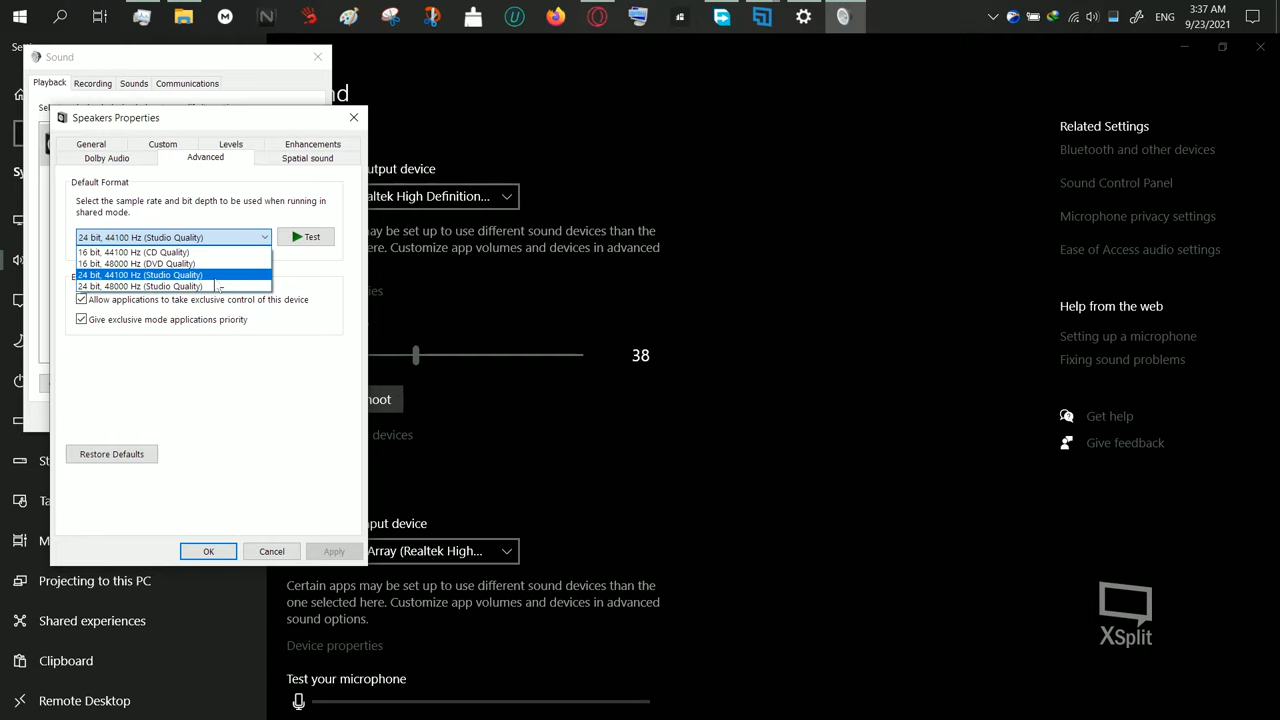 3:37 AM
ENG
9/23/2021
Sound
Playback
Recording
Sounds
Communications
nd
Speakers Properties
General
Custom
Levels
Enhancements
Dolby Audio
Advanced
Spatial sound
Default Format
Select the sample rate and bit depth to be used when running in
shared mode.
24 bit, 44100 Hz (Studio Quality)
Test
16 bit, 44100 Hz (CD Quality)
16 bit, 48000 Hz (DVD Quality)
24 bit, 44100 Hz (Studio Quality)
24 bit, 48000 Hz (Studio Quality)
Allow applications to take exclusive control of this device
Give exclusive mode applications priority
Restore Defaults
OK
Cancel
Apply
utput device
altek High Definition...
may be set up to use different sound devices than the
here. Customize app volumes and devices in advanced
ies
38
hoot
devices
put device
Array (Realtek High...
Certain apps may be set up to use different sound devices than the
one selected here. Customize app volumes and devices in advanced
sound options.
Device properties
Test your microphone
Related Settings
Bluetooth and other devices
Sound Control Panel
Microphone privacy settings
Ease of Access audio settings
Help from the web
Setting up a microphone
Fixing sound problems
Get help
Give feedback
XSplit
Sy
St
Ta
M
Projecting to this PC
Shared experiences
Clipboard
Remote Desktop